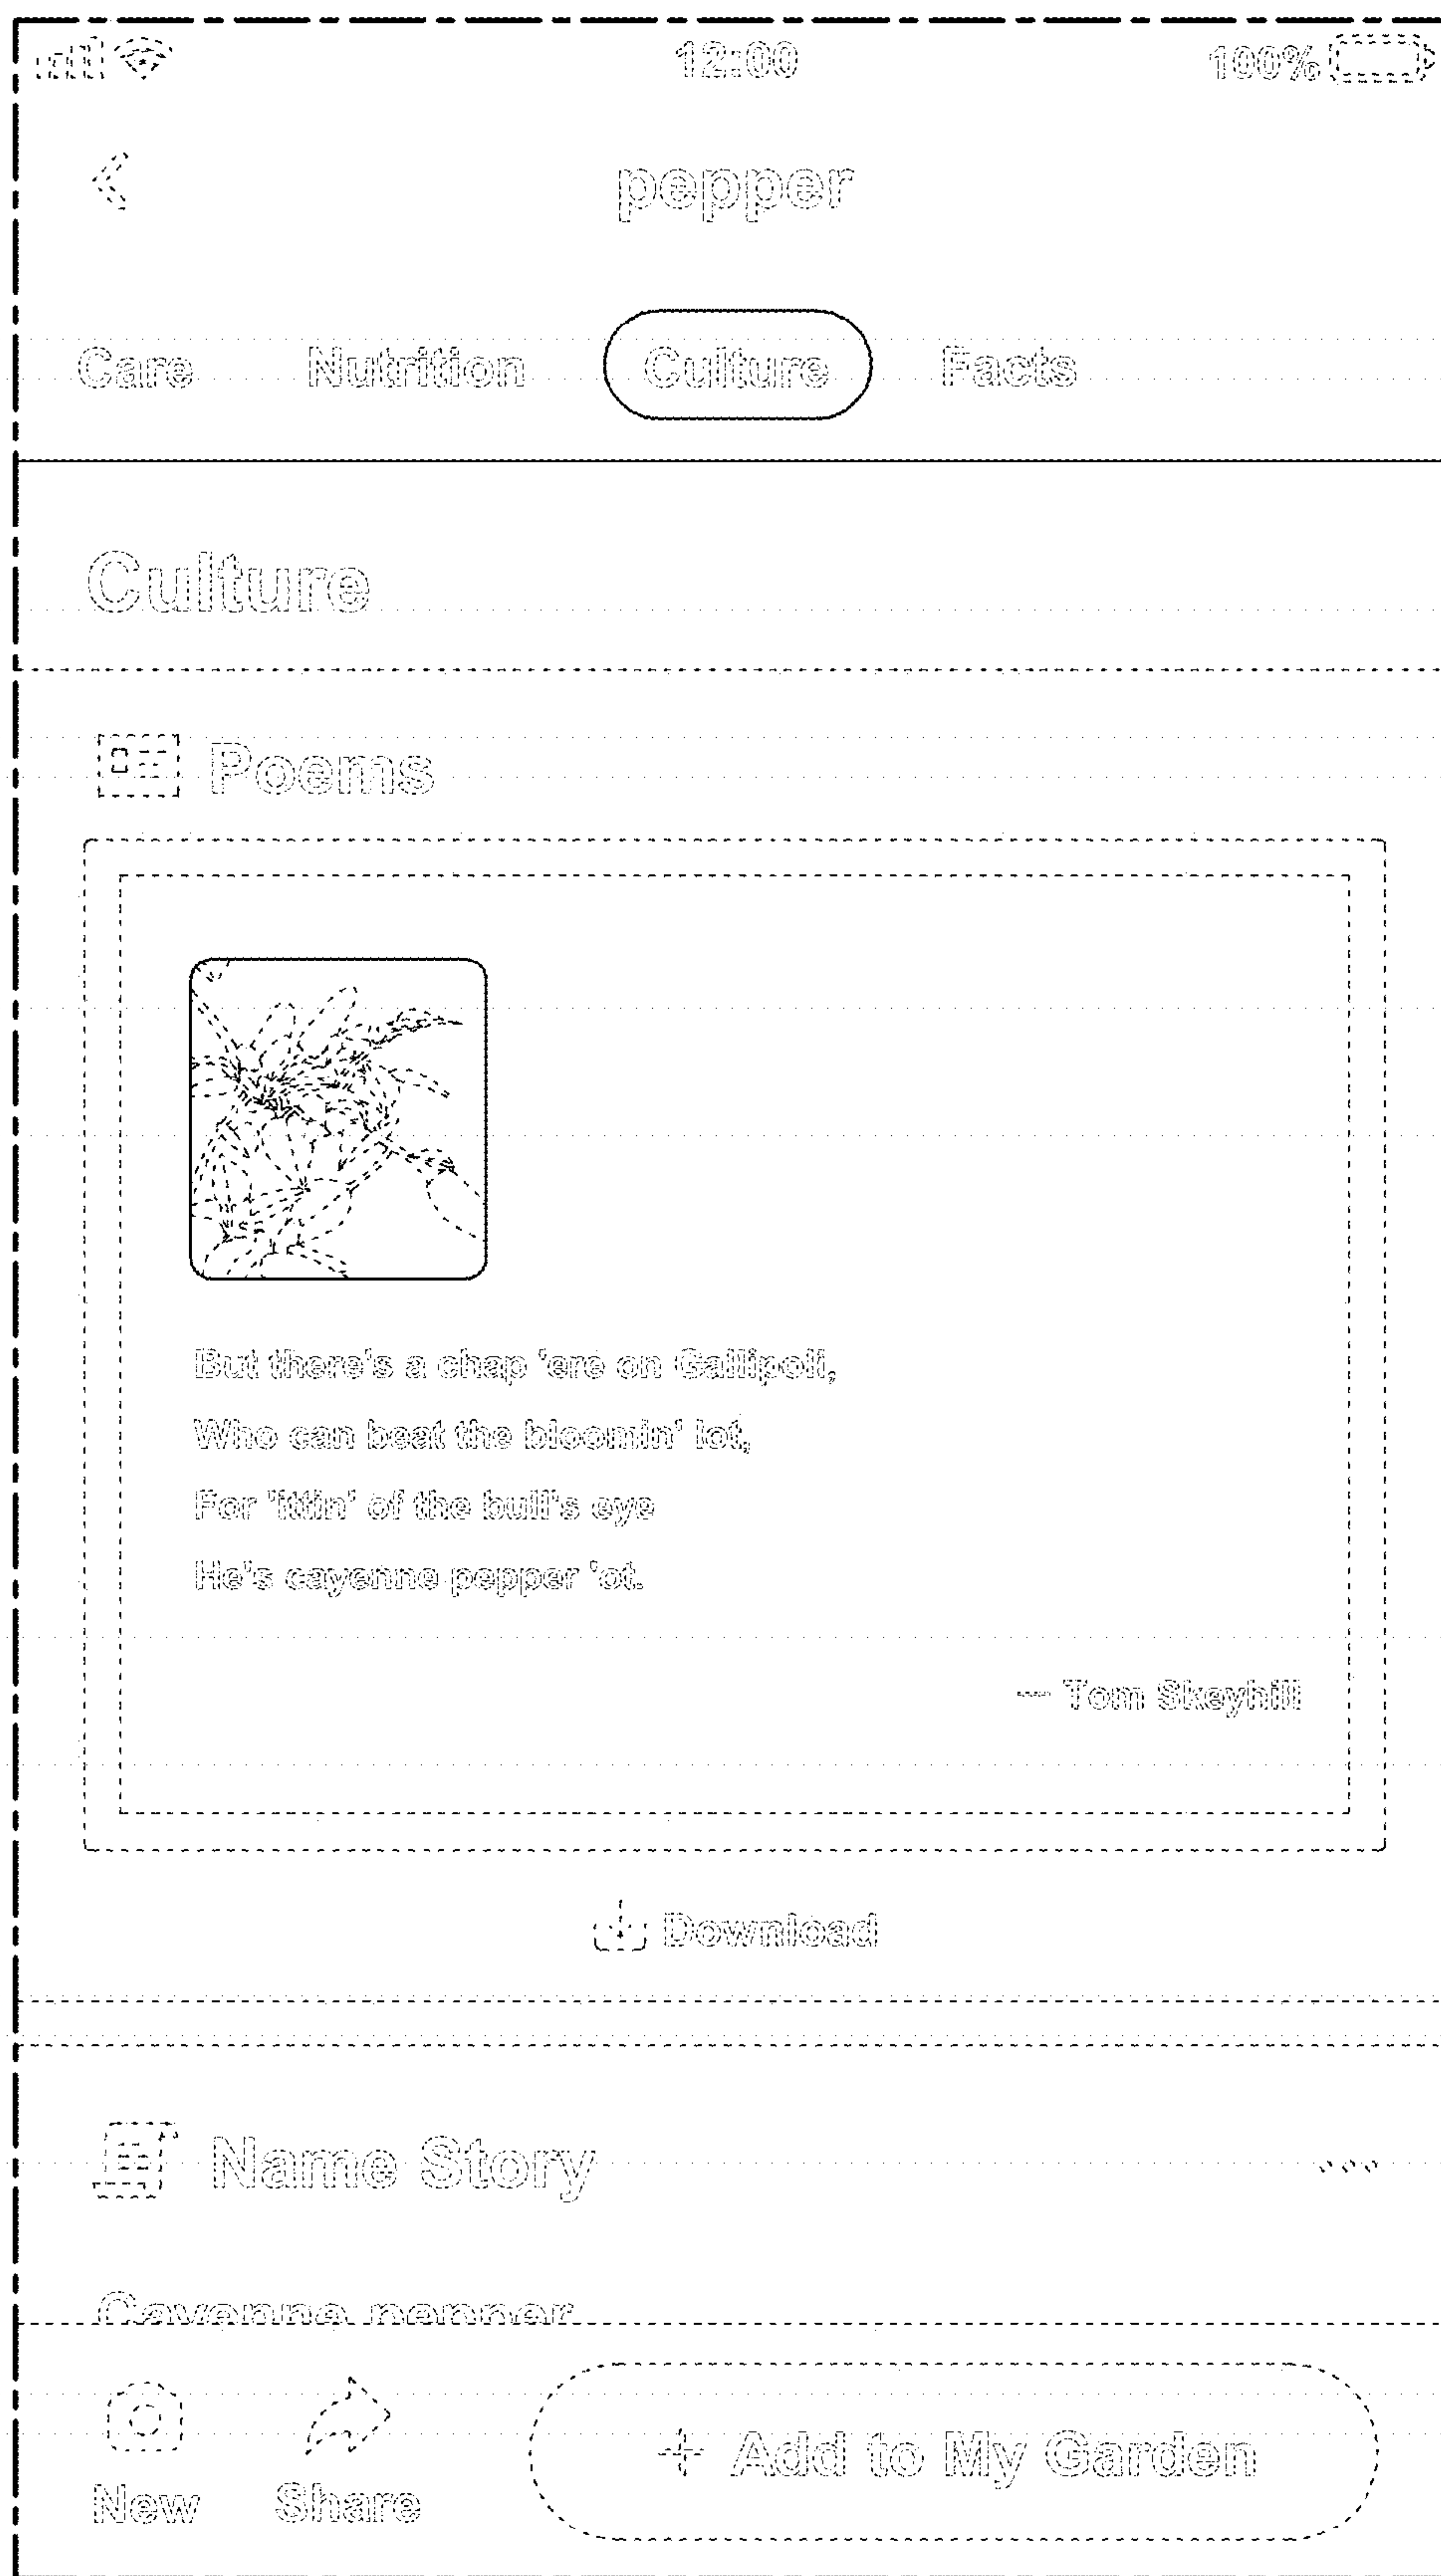 12:00
100%
pepper
Care Nutrition Culture Facts
Culture
Poems
But there's a chap 'ere on Gallipoli,
Who can beat the bloomin' lot,
For 'ittin' of the bull's eye
He's cayenne pepper 'ot.
— Tom Skeyhill
Download
Name Story
Cayenne pepper
+ Add to My Garden
New Share